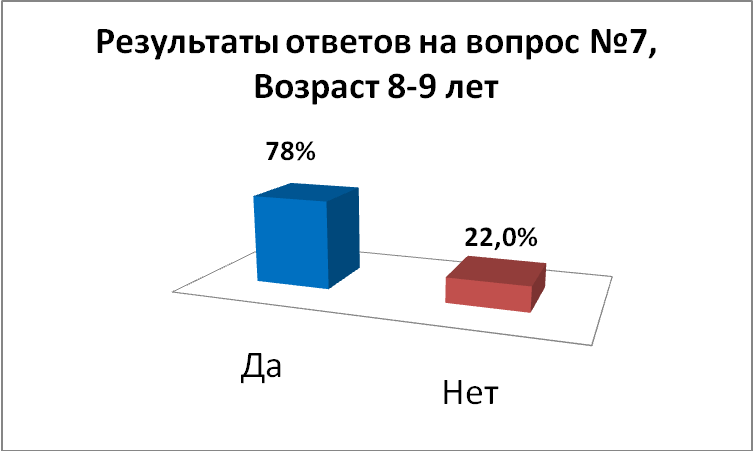 Результаты ответов на вопрос №7,
Возраст 8-9 лет
78%
22,0%
Да
Нет